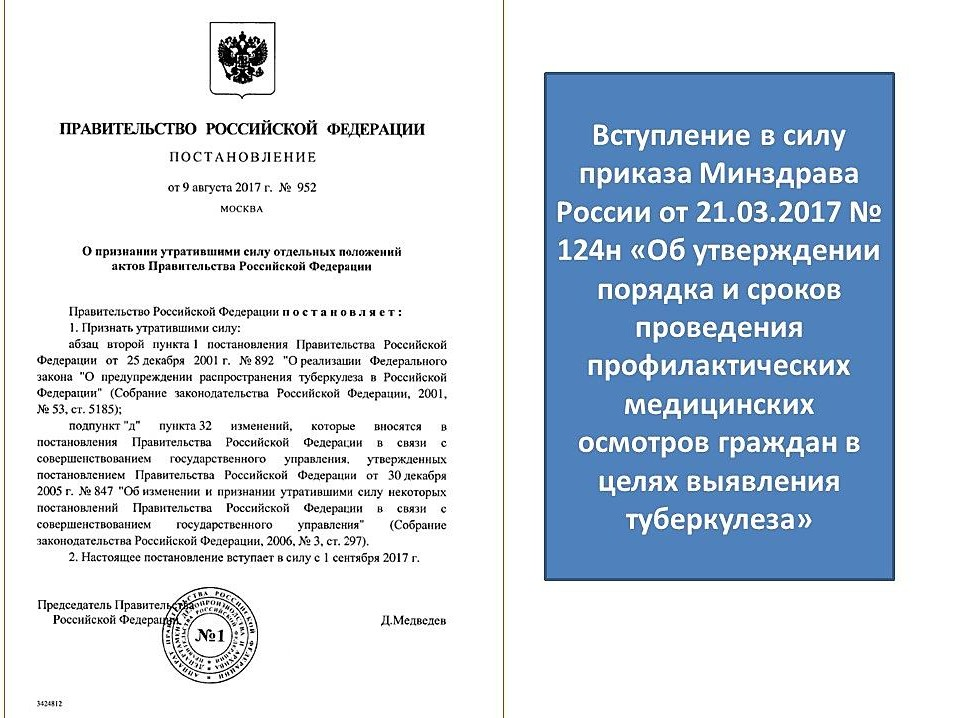 ПРАВИТЕЛЬСТВО РОССИЙСКОЙ ФЕДЕРАЦИИ
ПОСТАНОВЛЕНИЕ
от 9 августа 2017 г. № 952
МОСКВА
О признании утратившими силу отдельных положений
актов Правительства Российской Федерации
Правительство Российской Федерации постановляет:
1. Признать утратившими силу:
абзац второй пункта 1 постановления Правительства Российской
Федерации от 25 декабря 2001 г. № 892 "О реализации Федерального
закона "О предупреждении распространения туберкулеза в Российской
Федерации" (Собрание законодательства Российской Федерации, 2001,
№ 53, ст. 5185);
подпункт "д" пункта 32 изменений, которые вносятся в
постановления Правительства Российской Федерации в связи с
совершенствованием государственного управления, утвержденных
постановлением Правительства Российской Федерации от 30 декабря
2005 г. № 847 "Об изменении и признании утратившими силу некоторых
постановлений Правительства Российской Федерации в связи с
совершенствованием государственного управления" (Собрание
законодательства Российской Федерации, 2006, № 3, ст. 297).
2. Настоящее постановление вступает в силу с 1 сентября 2017 г.
Председатель Правительства
Российской Федерации
Д.Медведев
№1
3424812
Вступление в силу
приказа Минздрава
России от 21.03.2017 №
124н «Об утверждении
порядка и сроков
проведения
профилактических
медицинских
осмотров граждан в
целях выявления
туберкулеза»